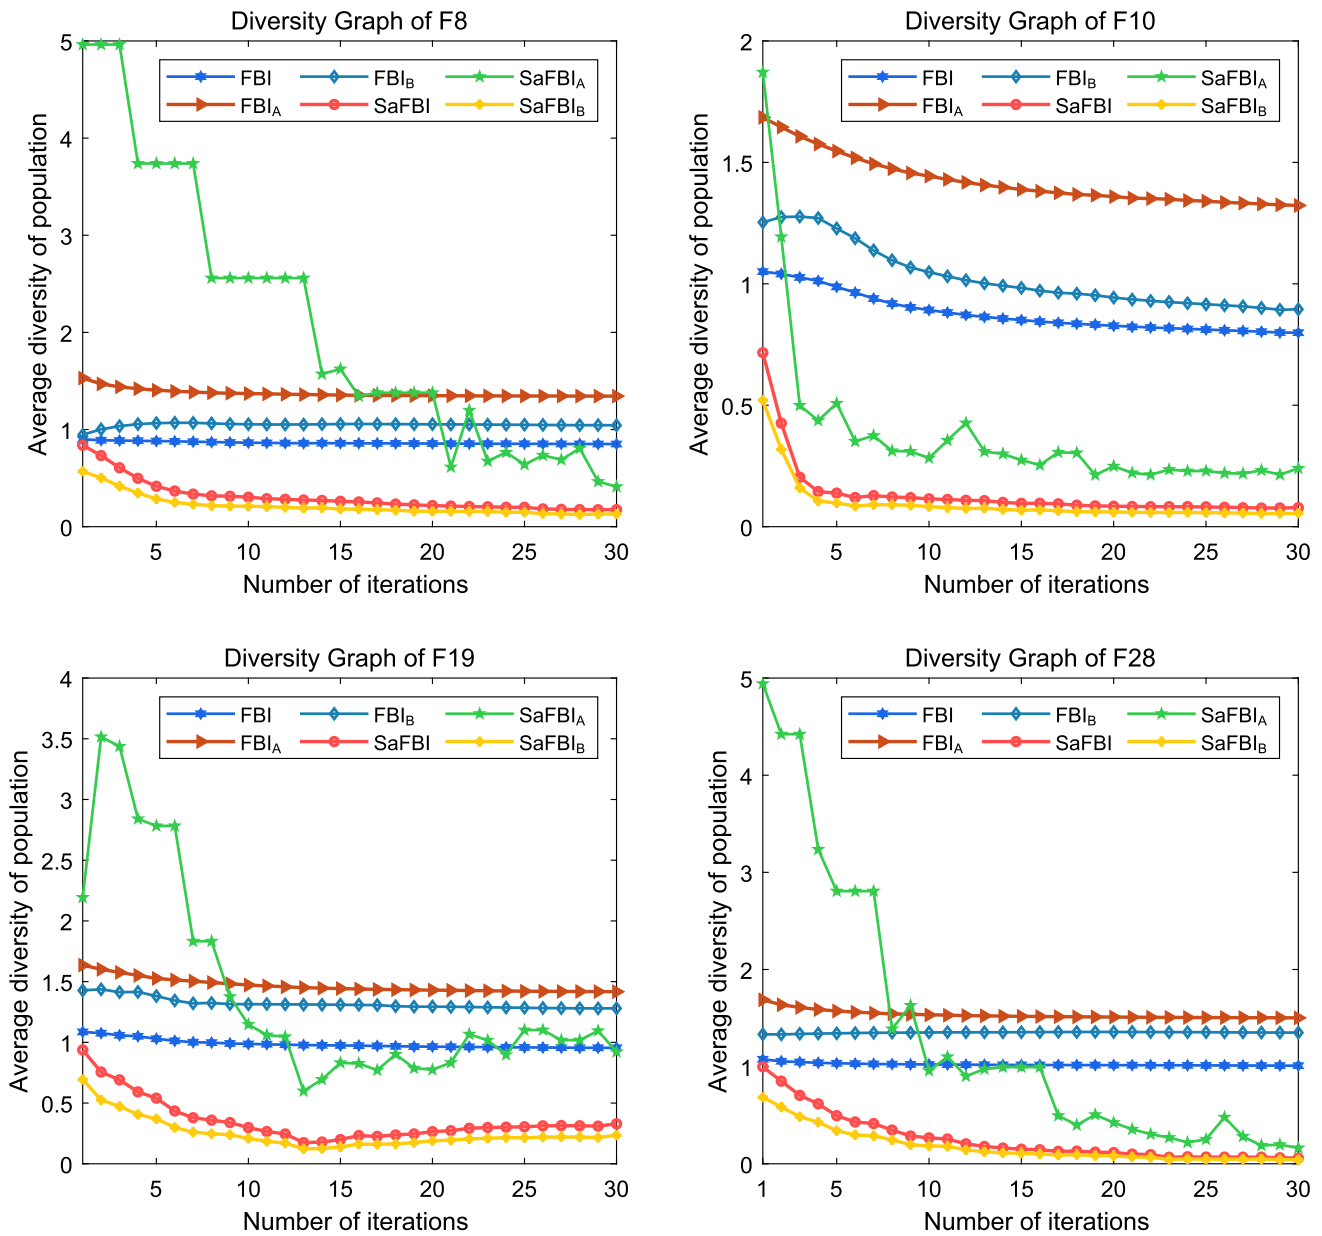 Diversity Graph of F8
5
4
3
2
1
0
Average diversity of population
FBI FBI_B SaFBI_A
FBI_A SaFBI SaFBI_B
5 10 15 20 25 30
Number of iterations
Diversity Graph of F10
2
1.5
1
0.5
0
Average diversity of population
FBI FBI_B SaFBI_A
FBI_A SaFBI SaFBI_B
5 10 15 20 25 30
Number of iterations
Diversity Graph of F19
4
3.5
3
2.5
2
1.5
1
0.5
0
Average diversity of population
FBI FBI_B SaFBI_A
FBI_A SaFBI SaFBI_B
5 10 15 20 25 30
Number of iterations
Diversity Graph of F28
5
4
3
2
1
0
Average diversity of population
FBI FBI_B SaFBI_A
FBI_A SaFBI SaFBI_B
1 5 10 15 20 25 30
Number of iterations